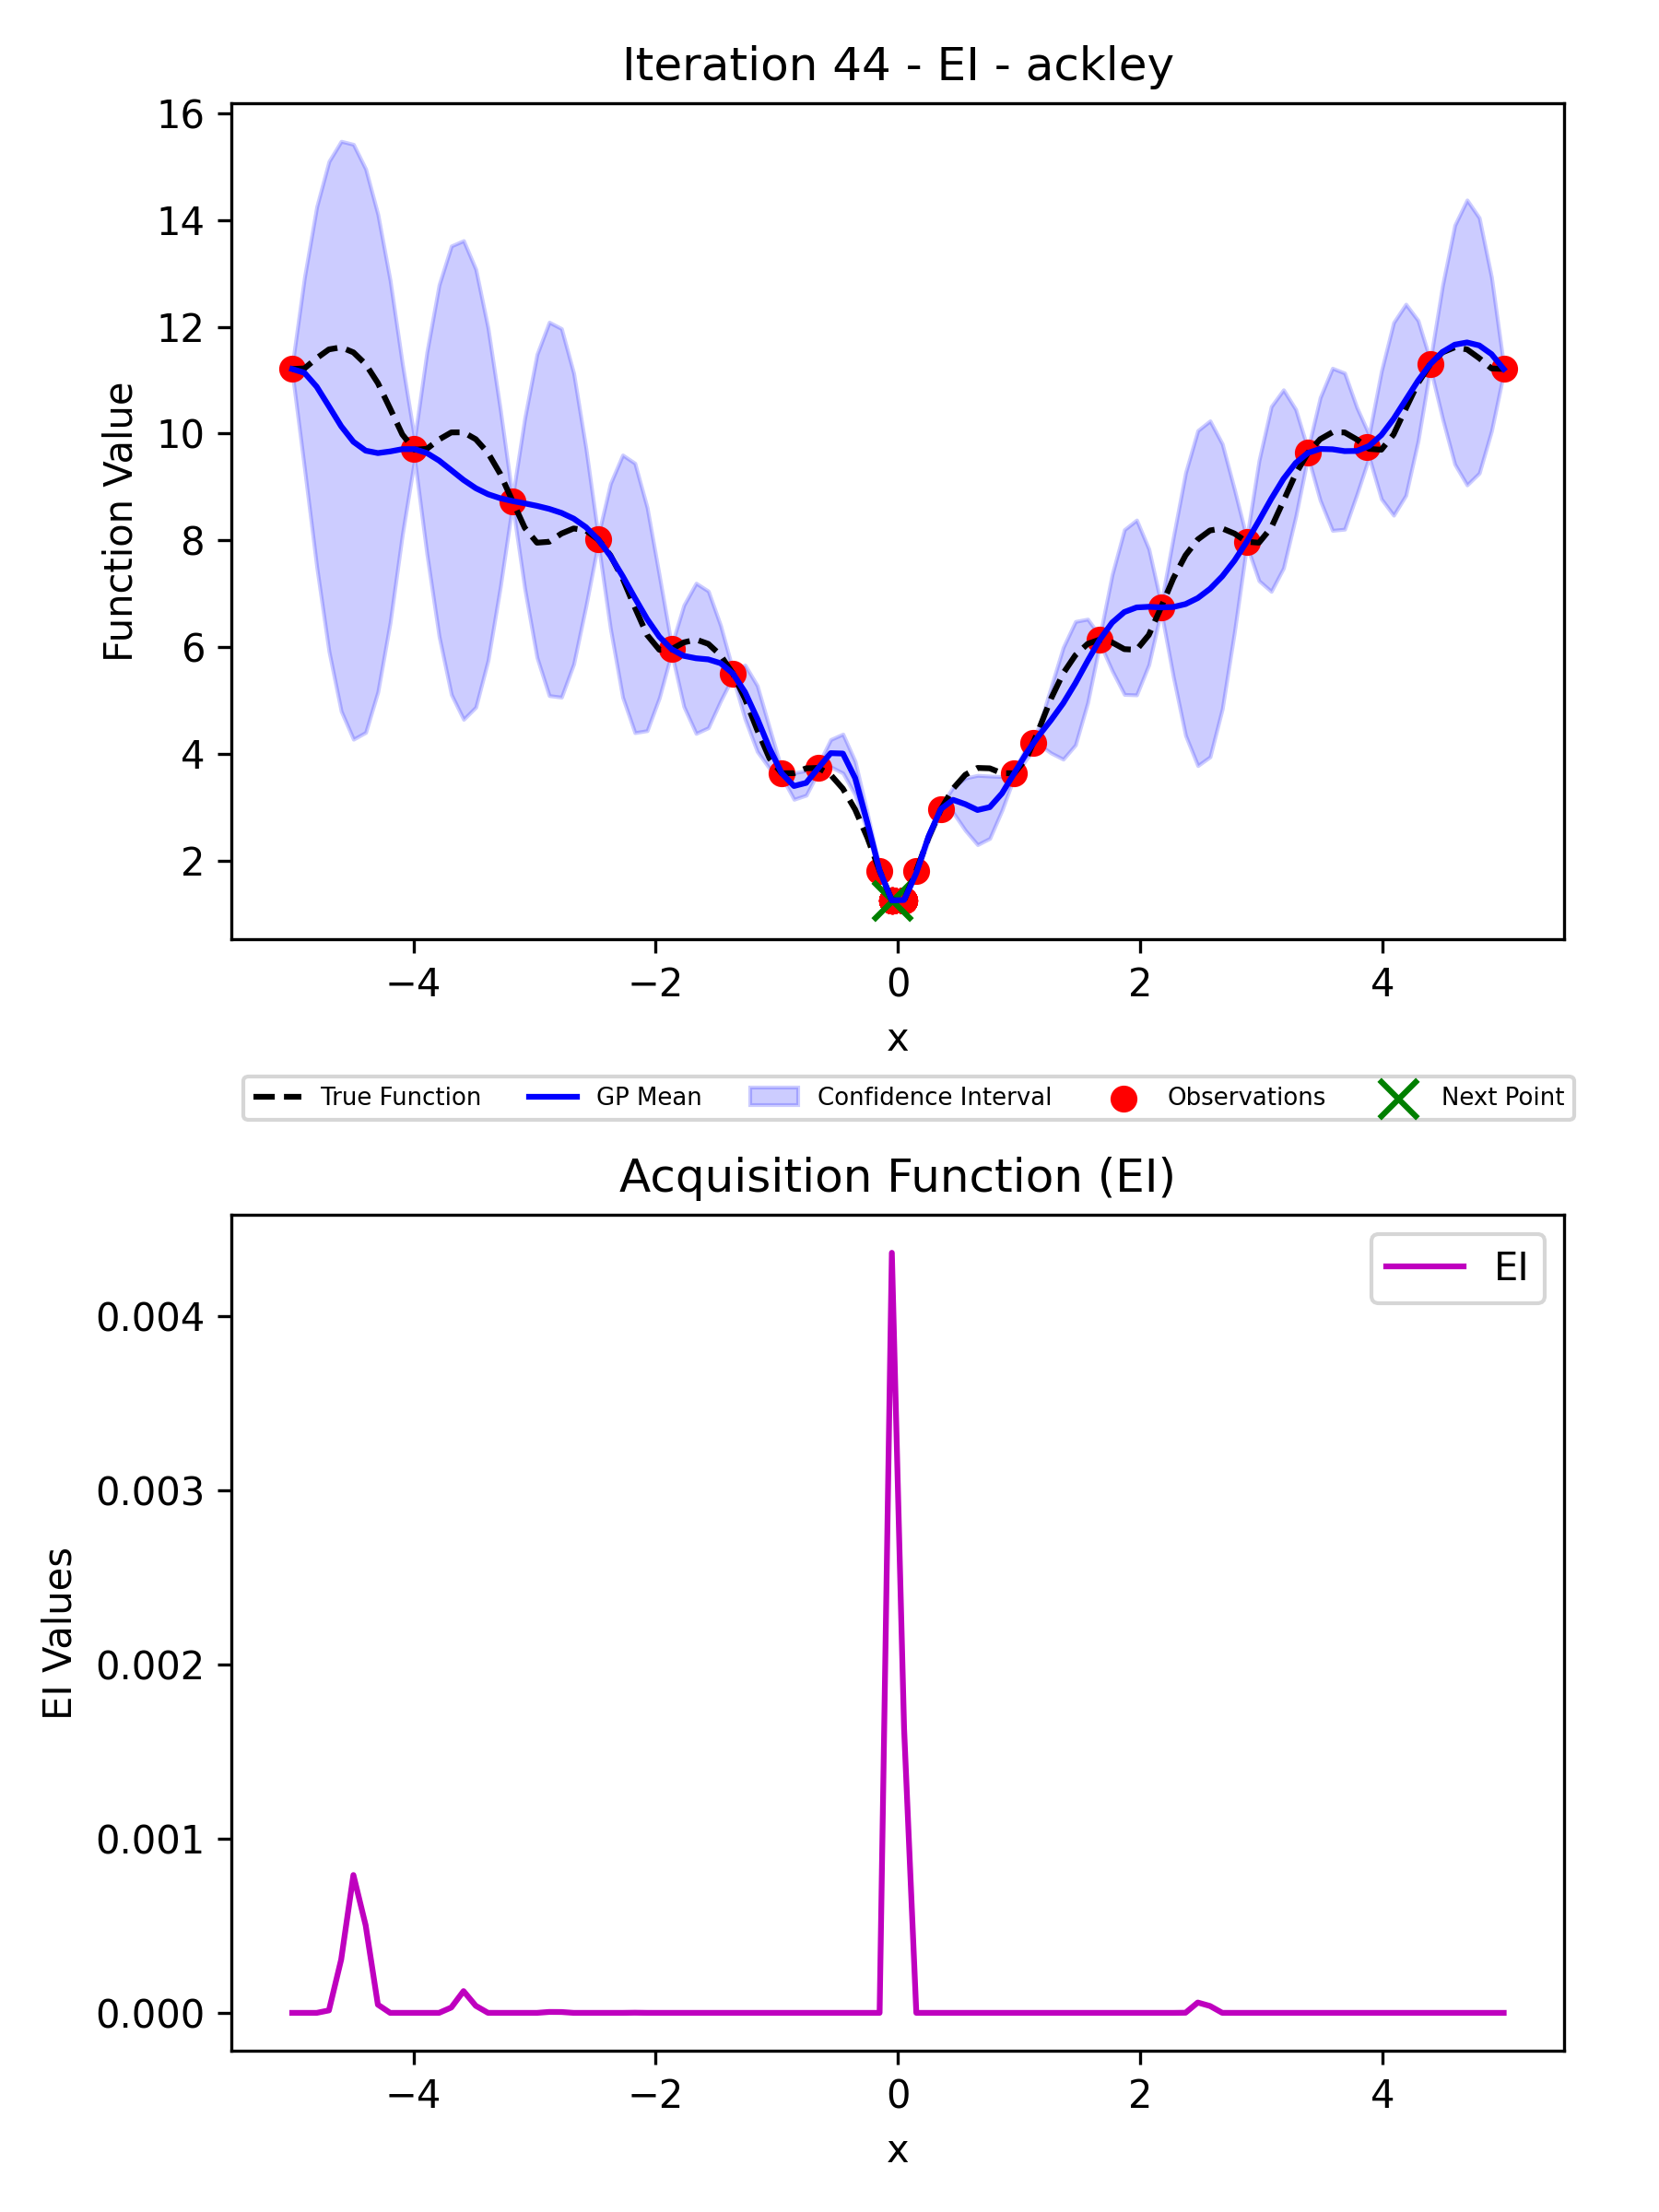 Iteration 44 - EI - ackley
16
14
12
10
8
6
4
2
Function Value
−4 −2 0 2 4
x
True Function GP Mean Confidence Interval Observations Next Point
Acquisition Function (EI)
EI
0.004
0.003
0.002
0.001
0.000
EI Values
−4 −2 0 2 4
x